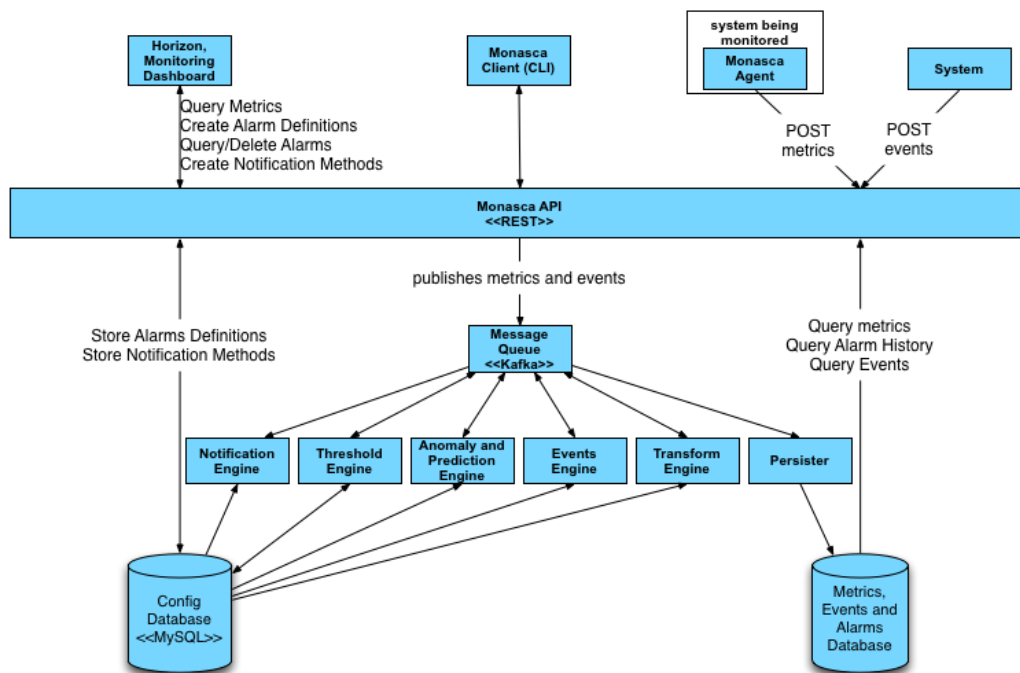 Horizon,
Monitoring
Dashboard
Monasca
Client (CLI)
system being
monitored
Monasca
Agent
System
Query Metrics
Create Alarm Definitions
Query/Delete Alarms
Create Notification Methods
POST
metrics
POST
events
Monasca API
<<REST>>
publishes metrics and events
Store Alarms Definitions
Store Notification Methods
Message
Queue
<<Kafka>>
Query metrics
Query Alarm History
Query Events
Notification
Engine
Threshold
Engine
Anomaly and
Prediction
Engine
Events
Engine
Transform
Engine
Persister
Config
Database
<<MySQL>>
Metrics,
Events and
Alarms
Database